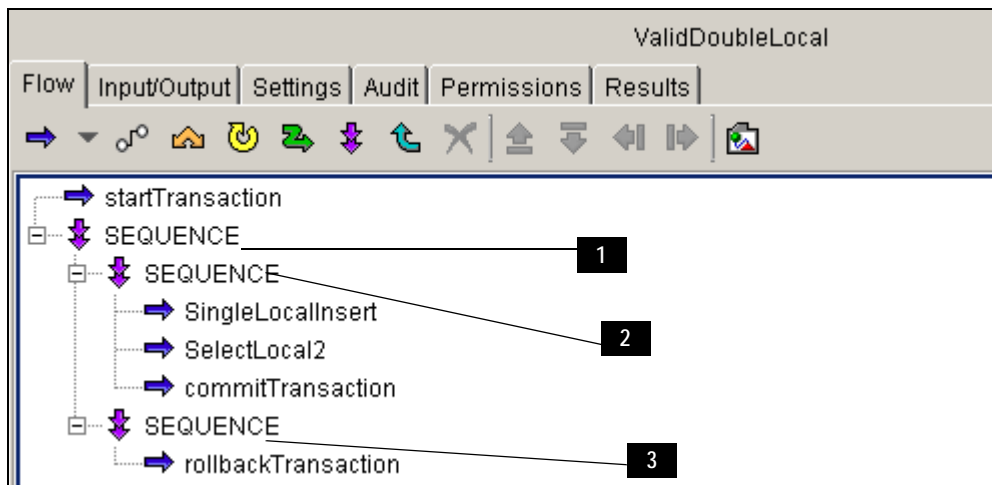 ValidDoubleLocal
Flow Input/Output Settings Audit Permissions Results
startTransaction
SEQUENCE
1
SEQUENCE
SingleLocalInsert
2
SelectLocal2
commitTransaction
SEQUENCE
3
rollbackTransaction